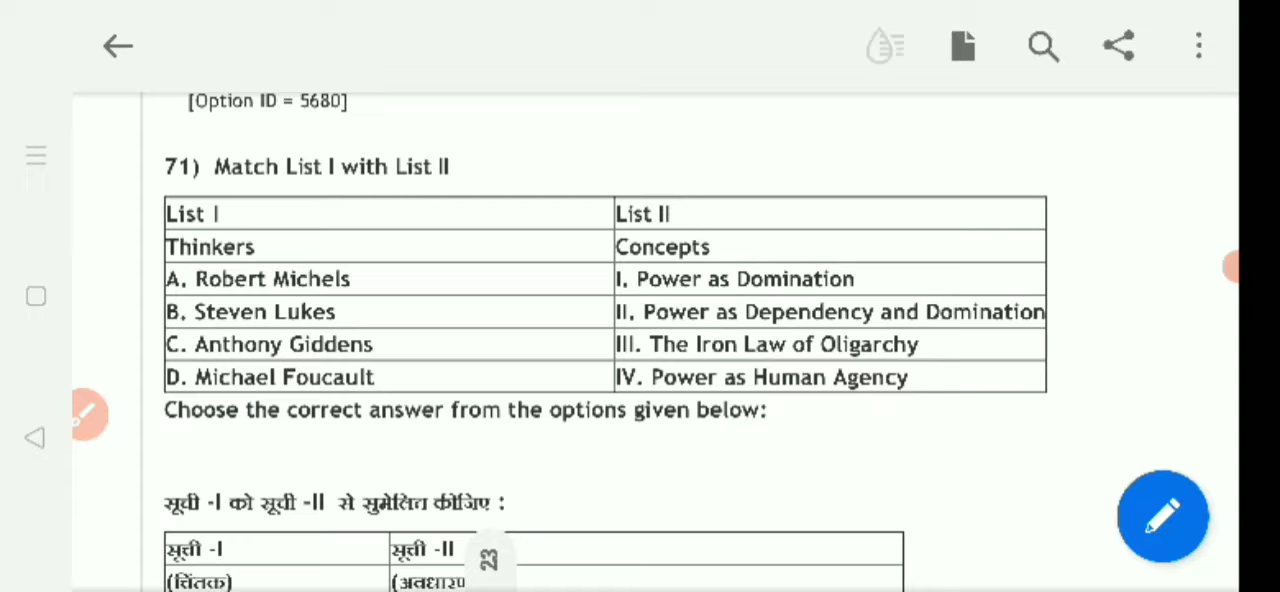 [Option ID = 5680]
71) Match List I with List II
List I List II
Thinkers Concepts
A. Robert Michels I. Power as Domination
B. Steven Lukes II. Power as Dependency and Domination
C. Anthony Giddens III. The Iron Law of Oligarchy
D. Michael Foucault IV. Power as Human Agency
Choose the correct answer from the options given below:
सूची -I को सूची -II से सुमेलित कीजिए :
सूची -I सूची -II
(चिंतक)
23